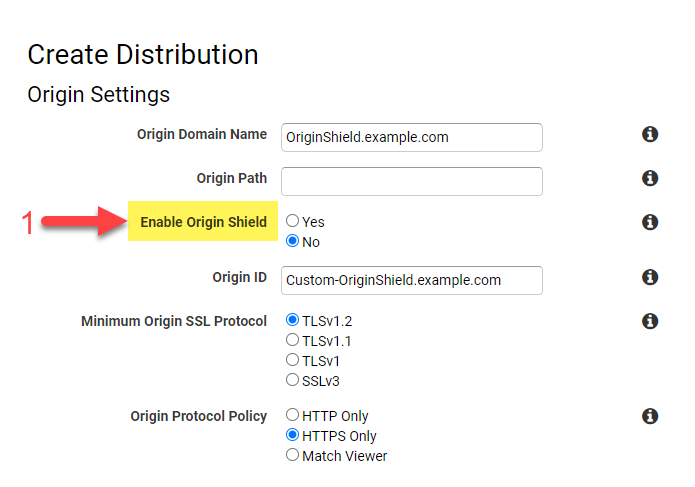 Create Distribution
Origin Settings
Origin Domain Name OriginShield.example.com
Origin Path
1 Enable Origin Shield Yes
No
Origin ID Custom-OriginShield.example.com
Minimum Origin SSL Protocol TLSv1.2
TLSv1.1
TLSv1
SSLv3
Origin Protocol Policy HTTP Only
HTTPS Only
Match Viewer